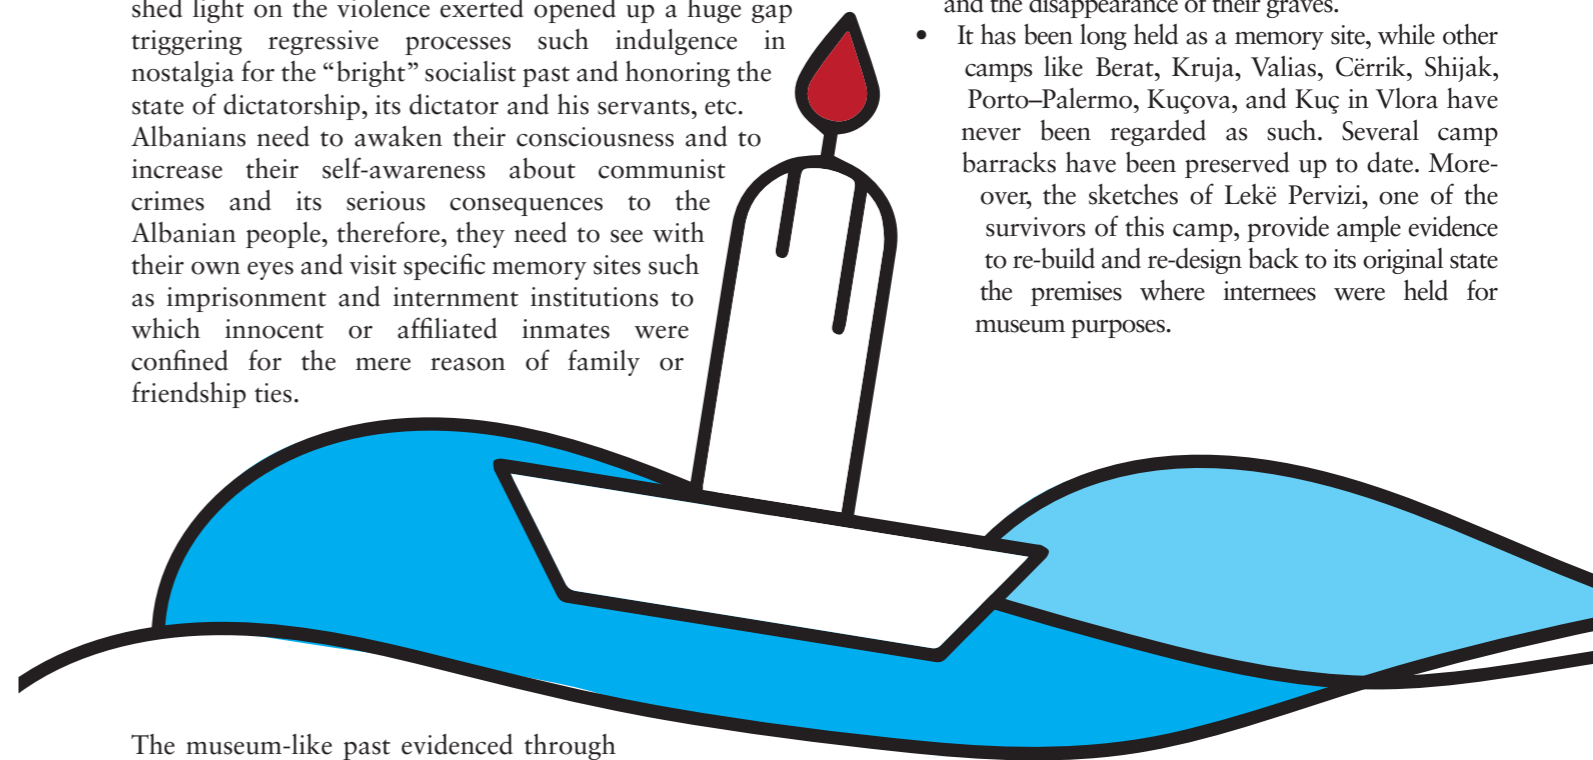 shed light on the violence exerted opened up a huge gap
triggering regressive processes such indulgence in
nostalgia for the “bright” socialist past and honoring the
state of dictatorship, its dictator and his servants, etc.
Albanians need to awaken their consciousness and to
increase their self-awareness about communist
crimes and its serious consequences to the
Albanian people, therefore, they need to see with
their own eyes and visit specific memory sites such
as imprisonment and internment institutions to
which innocent or affiliated inmates were
confined for the mere reason of family or
friendship ties.
The museum-like past evidenced through
and the disappearance of their graves.
• It has been long held as a memory site, while other
camps like Berat, Kruja, Valias, Cërrik, Shijak,
Porto–Palermo, Kuçova, and Kuç in Vlora have
never been regarded as such. Several camp
barracks have been preserved up to date. More-
over, the sketches of Lekë Pervizi, one of the
survivors of this camp, provide ample evidence
to re-build and re-design back to its original state
the premises where internees were held for
museum purposes.